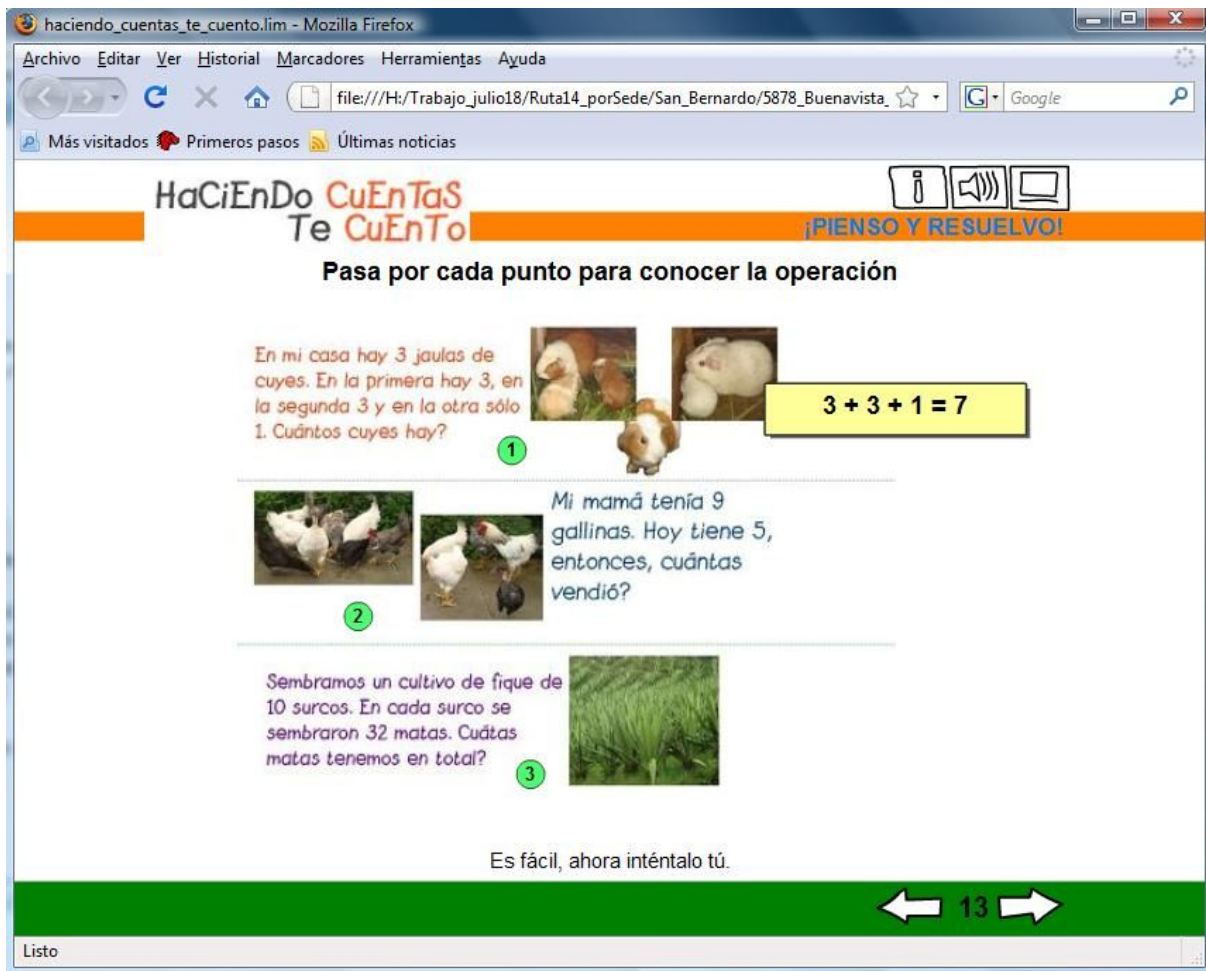 haciendo_cuentas_te_cuento.lim - Mozilla Firefox
Archivo Editar Ver Historial Marcadores Herramientas Ayuda
file:///H:/Trabajo_julio18/Ruta14_porSede/San_Bernardo/5878_Buenavista_
G Google
Más visitados Primeros pasos Últimas noticias
HaCiEnDo CuEnTaS
Te CuEnTo
¡PIENSO Y RESUELVO!
Pasa por cada punto para conocer la operación
En mi casa hay 3 jaulas de
cuyes. En la primera hay 3, en
la segunda 3 y en la otra sólo
1. Cuántos cuyes hay?
1
3 + 3 + 1 = 7
Mi mamá tenía 9
gallinas. Hoy tiene 5,
entonces, cuántas
vendió?
2
Sembramos un cultivo de fique de
10 surcos. En cada surco se
sembraron 32 matas. Cuátas
matas tenemos en total?
3
Es fácil, ahora inténtalo tú.
13
Listo